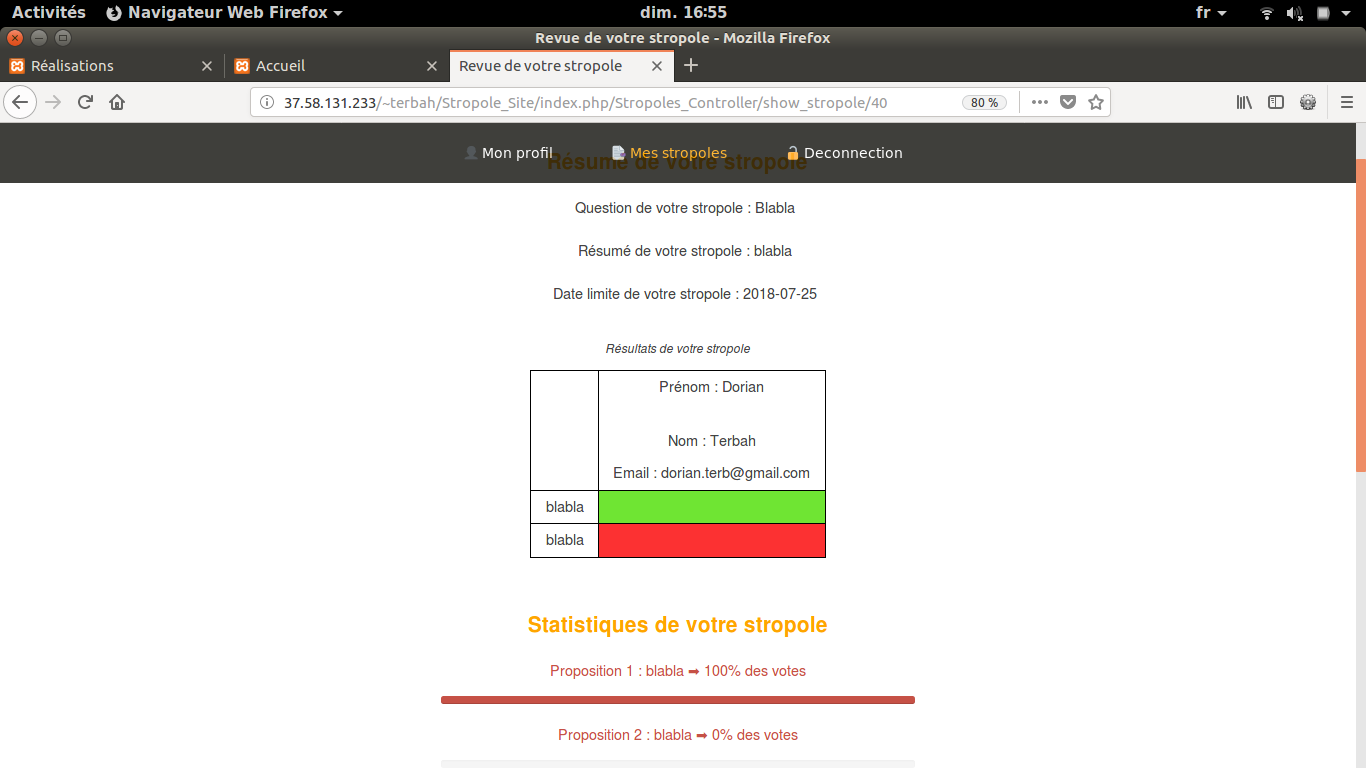 Activités Navigateur Web Firefox dim. 16:55 fr
Revue de votre stropole - Mozilla Firefox
Réalisations Accueil Revue de votre stropole
37.58.131.233/~terbah/Stropole_Site/index.php/Stropoles_Controller/show_stropole/40 80 %
Mon profil Mes stropoles Deconnection
Résumé de votre stropole
Question de votre stropole : Blabla
Résumé de votre stropole : blabla
Date limite de votre stropole : 2018-07-25
Résultats de votre stropole
Prénom : Dorian
Nom : Terbah
Email : dorian.terb@gmail.com
blabla
blabla
Statistiques de votre stropole
Proposition 1 : blabla ➡ 100% des votes
Proposition 2 : blabla ➡ 0% des votes